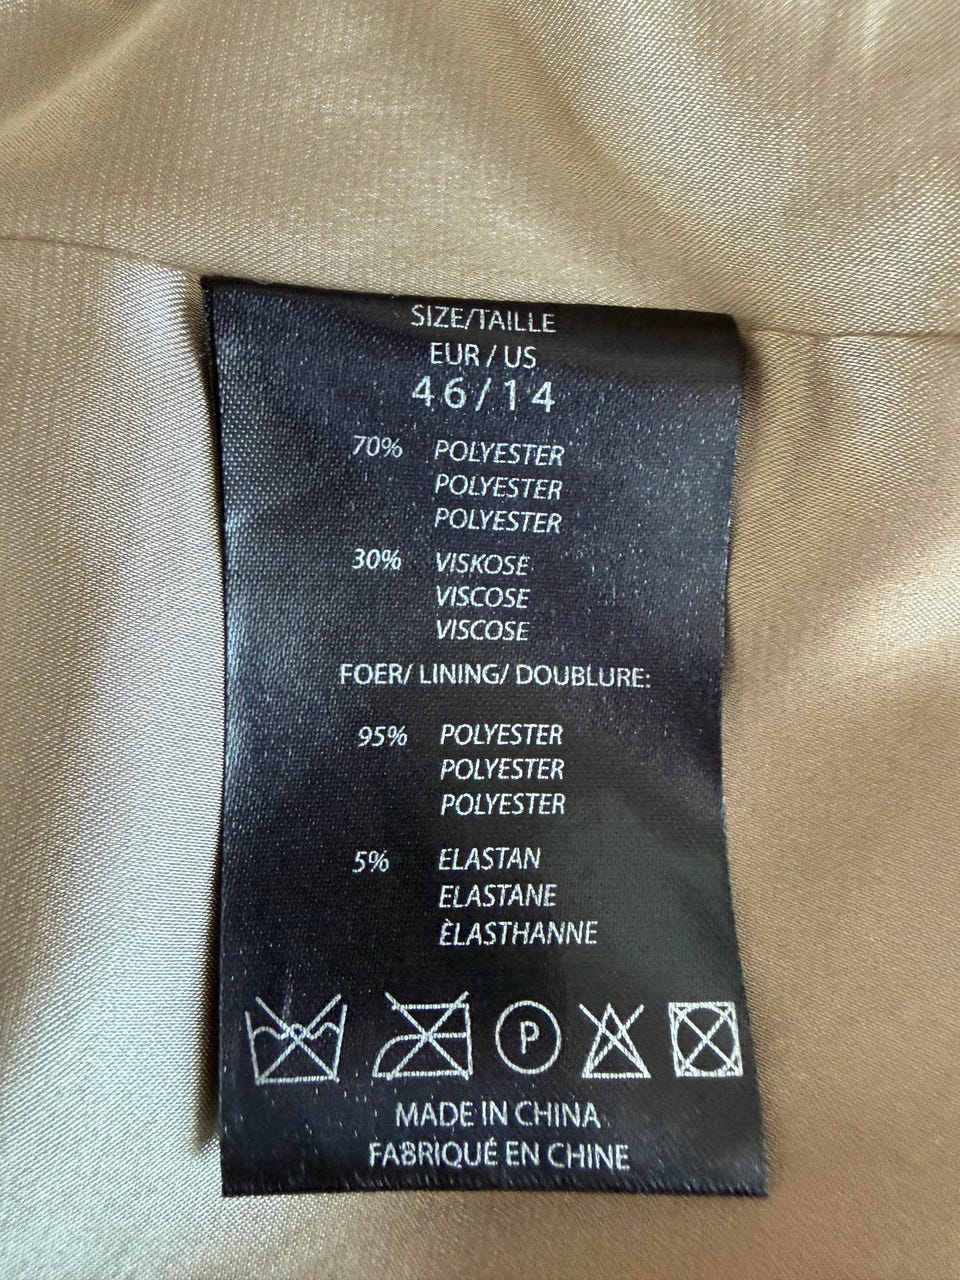 SIZE/TAILLE
EUR / US
46/14
70% POLYESTER
POLYESTER
POLYESTER
30% VISKOSE
VISCOSE
VISCOSE
FOER/ LINING/ DOUBLURE:
95% POLYESTER
POLYESTER
POLYESTER
5% ELASTAN
ELASTANE
ÈLASTHANNE
P
MADE IN CHINA
FABRIQUÉ EN CHINE